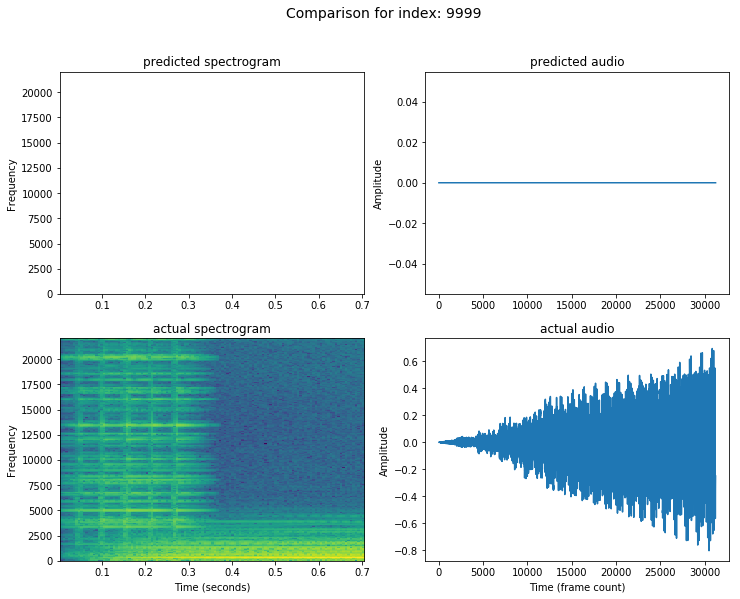 Comparison for index: 9999
predicted spectrogram
predicted audio
20000
17500
15000
12500
10000
7500
5000
2500
0
Frequency
0.1 0.2 0.3 0.4 0.5 0.6 0.7
0.04
0.02
0.00
−0.02
−0.04
Amplitude
0 5000 10000 15000 20000 25000 30000
actual spectrogram
actual audio
20000
17500
15000
12500
10000
7500
5000
2500
0
Frequency
0.1 0.2 0.3 0.4 0.5 0.6 0.7
Time (seconds)
0.6
0.4
0.2
0.0
−0.2
−0.4
−0.6
−0.8
Amplitude
0 5000 10000 15000 20000 25000 30000
Time (frame count)